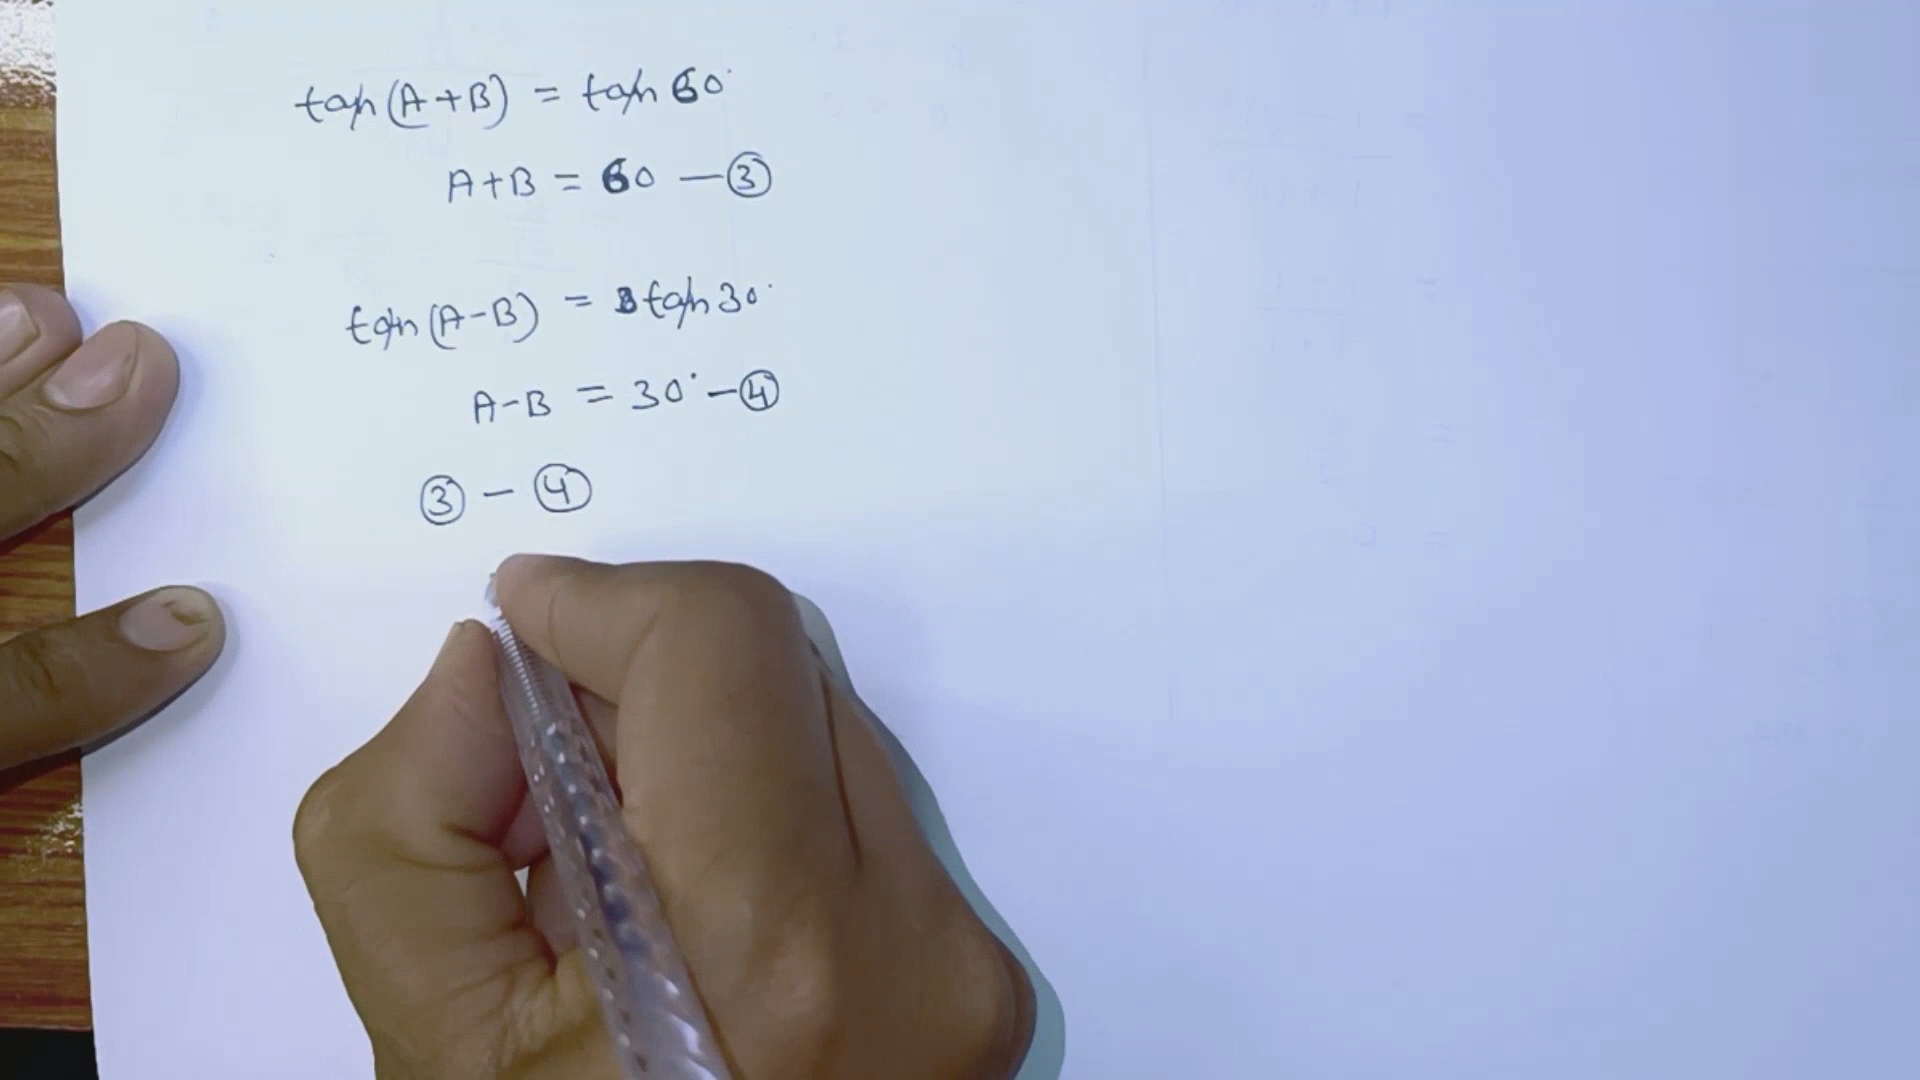 tan (A+B) = tan 60°
A+B = 60 — ③
tan (A-B) = tan 30°
A-B = 30° - ④
③ - ④